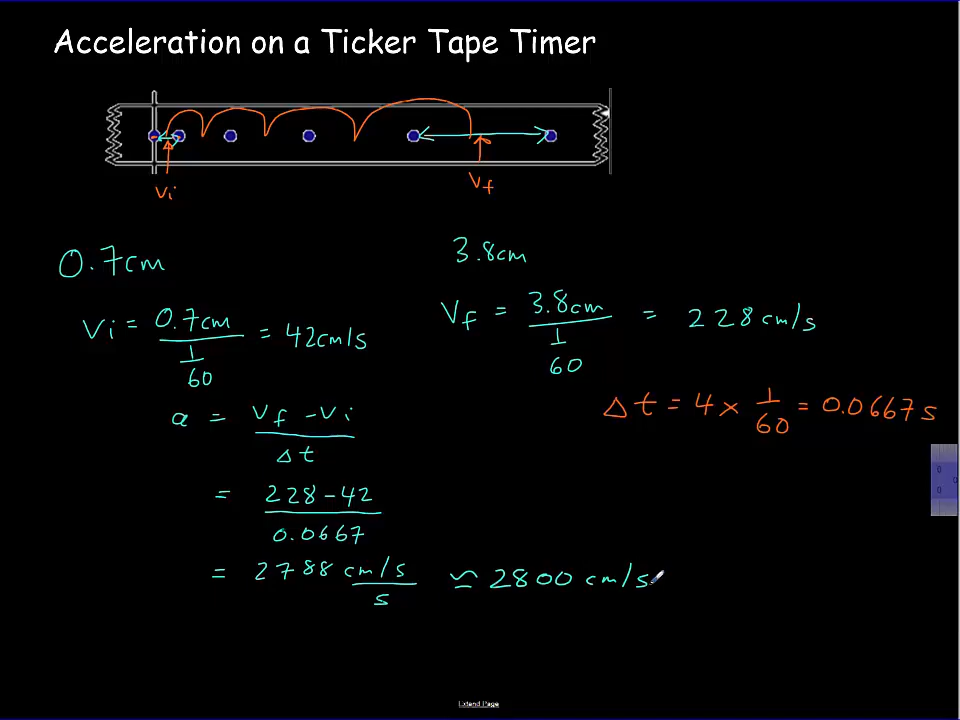 Acceleration on a Ticker Tape Timer
Vi
Vf
0.7cm
3.8cm
Vi = 0.7cm / 1/60 = 42cm/s
Vf = 3.8cm / 1/60 = 228 cm/s
Δt = 4 × 1/60 = 0.0667s
a = Vf - Vi / Δt
= 228 - 42 / 0.0667
= 2788 cm/s / s ≃ 2800 cm/s
Extend Page